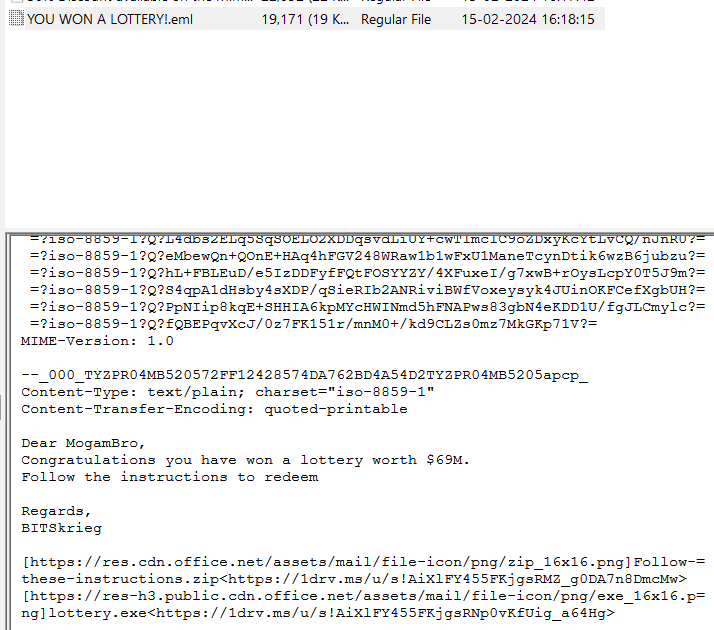 YOU WON A LOTTERY!.eml 19,171 (19 K... Regular File 15-02-2024 16:18:15
=?iso-8859-1?Q?eMbewQn+QOnE+HAq4hFGV248WRaw1b1wFxU1ManeTcynDtik6wzB6jubzu?=
=?iso-8859-1?Q?hL+FBLEuD/e5IzDDFyfFQtFOSYYZY/4XFuxeI/g7xwB+rOysLcpY0T5J9m?=
=?iso-8859-1?Q?S4qpA1dHsby4sXDP/qSieRIb2ANRiviBWfVoxeysyk4JUinOKFCefXgbUH?=
=?iso-8859-1?Q?PpNIip8kqE+SHHIA6kpMYcHWINmd5hFNAPws83gbN4eKDD1U/fgJLCmylc?=
=?iso-8859-1?Q?fQBEPqvXcJ/0z7FK151r/mnM0+/kd9CLZs0mz7MkGKp71V?=
MIME-Version: 1.0
--_000_TYZPR04MB520572FF12428574DA762BD4A54D2TYZPR04MB5205apcp_
Content-Type: text/plain; charset="iso-8859-1"
Content-Transfer-Encoding: quoted-printable
Dear MogamBro,
Congratulations you have won a lottery worth $69M.
Follow the instructions to redeem
Regards,
BITSkrieg
[https://res.cdn.office.net/assets/mail/file-icon/png/zip_16x16.png]Follow-=
these-instructions.zip<https://1drv.ms/u/s!AiXlFY455FKjgsRMZ_g0DA7n8DmcMw>
[https://res-h3.public.cdn.office.net/assets/mail/file-icon/png/exe_16x16.p=
ng]lottery.exe<https://1drv.ms/u/s!AiXlFY455FKjgsRNp0vKfUig_a64Hg>